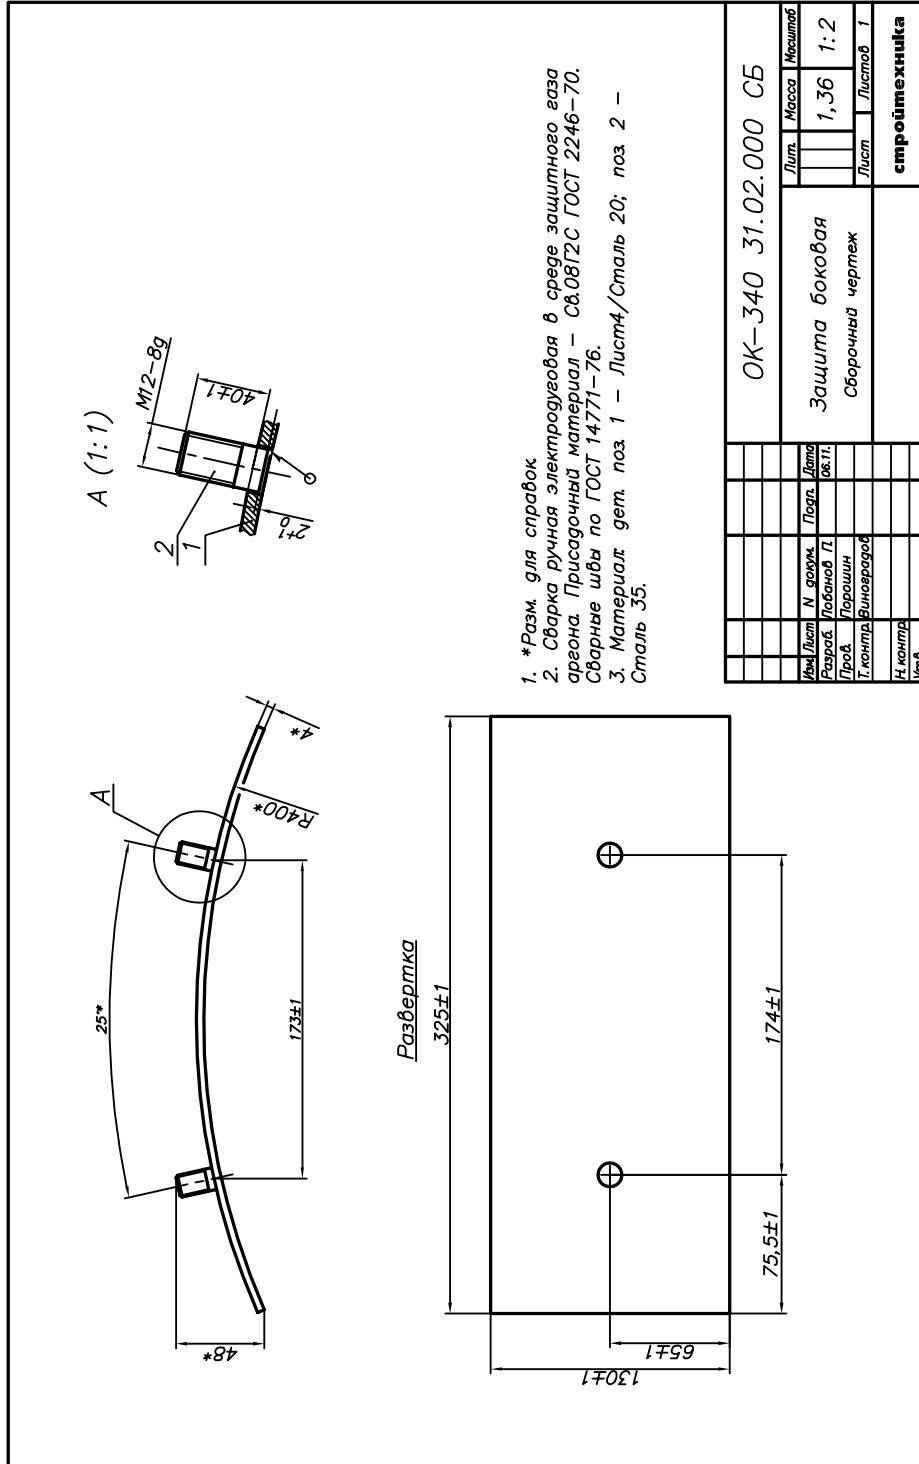 А (1:1)
М12-8g
40±1
2
1
2+1
0
А
25°*
4*
R400*
173±1
48*
Развертка
325±1
174±1
75,5±1
65±1
130±1
1. *Разм. для справок.
2. Сварка ручная электродуговая в среде защитного газа
аргона. Присадочный материал – Св.08Г2С ГОСТ 2246-70.
Сварные швы по ГОСТ 14771-76.
3. Материал: дет. поз. 1 – Лист4/Сталь 20; поз. 2 –
Сталь 35.
ОК-340 31.02.000 СБ
Защита боковая
Сборочный чертеж
Лит. Масса Масштаб
1,36 1:2
Лист Листов 1
стройтехника
Изм. Лист N докум. Подп. Дата
Разраб. Лобанов П. 06.11.
Пров. Порошин
Т.контр. Виноградов
Н.контр.
Утв.